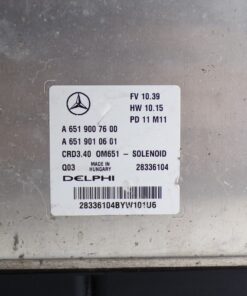 FV 10.39
HW 10.15
PD 11 M11
A 651 900 76 00
A 651 901 06 01
CRD3.40 OM651 - SOLENOID
Q03 MADE IN HUNGARY 28336104
DELPHI
28336104BYW101U6